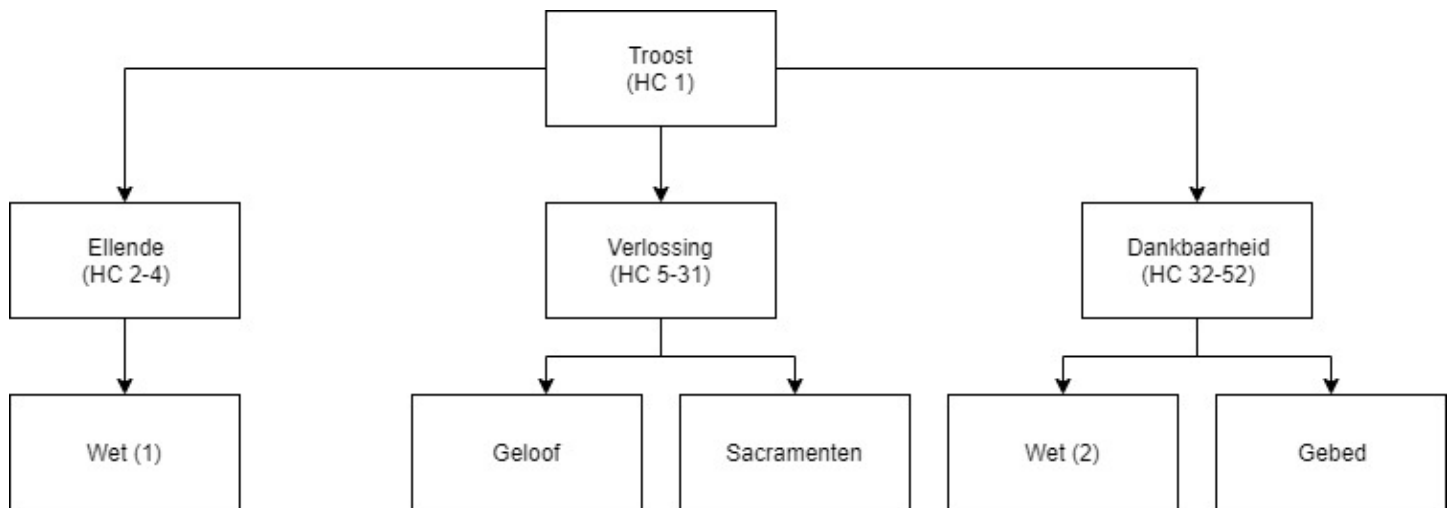 Troost
(HC 1)
Ellende
(HC 2-4)
Verlossing
(HC 5-31)
Dankbaarheid
(HC 32-52)
Wet (1)
Geloof
Sacramenten
Wet (2)
Gebed